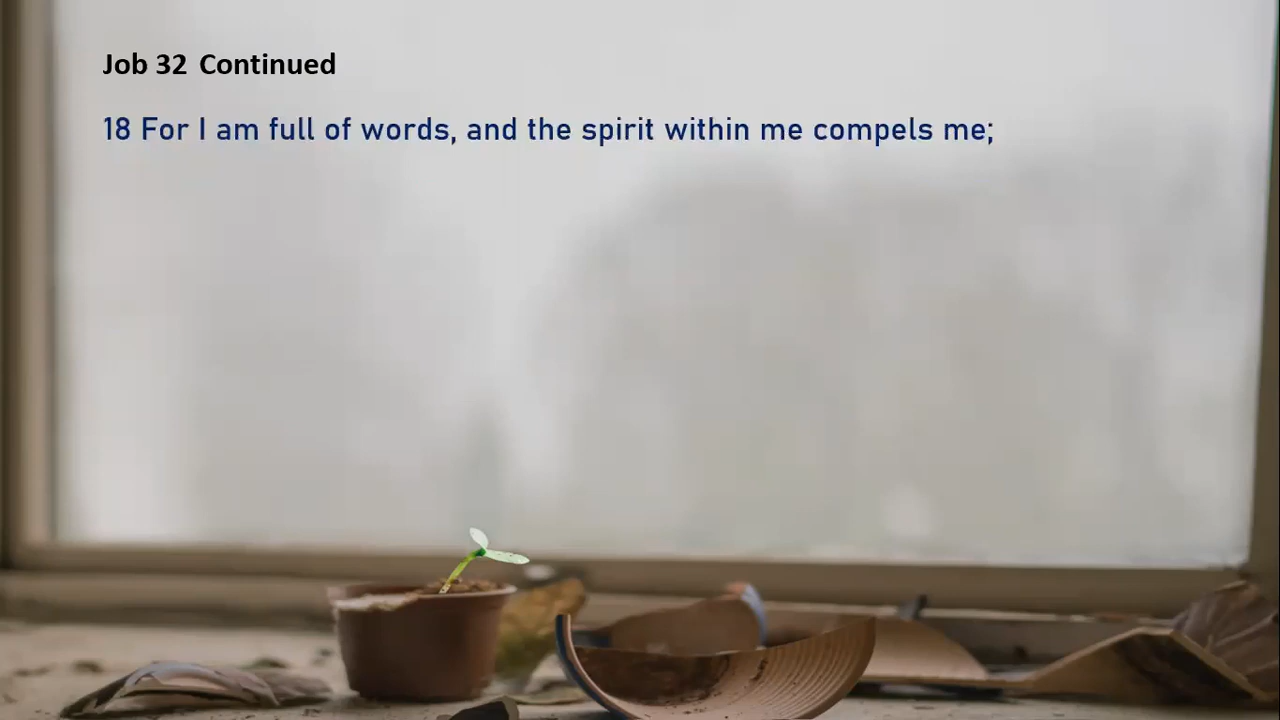 Job 32 Continued
18 For I am full of words, and the spirit within me compels me;